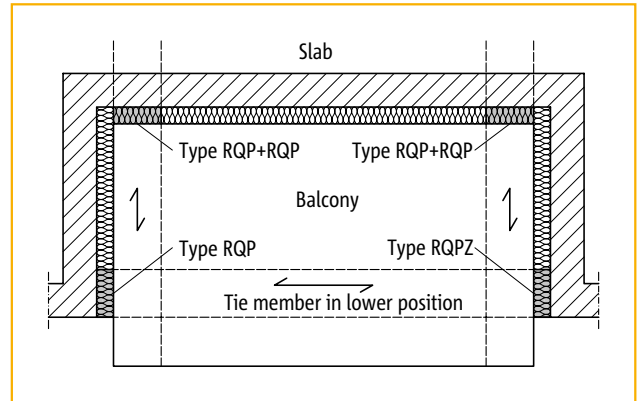 Slab
Type RQP+RQP
Type RQP+RQP
Balcony
Type RQP
Type RQPZ
Tie member in lower position